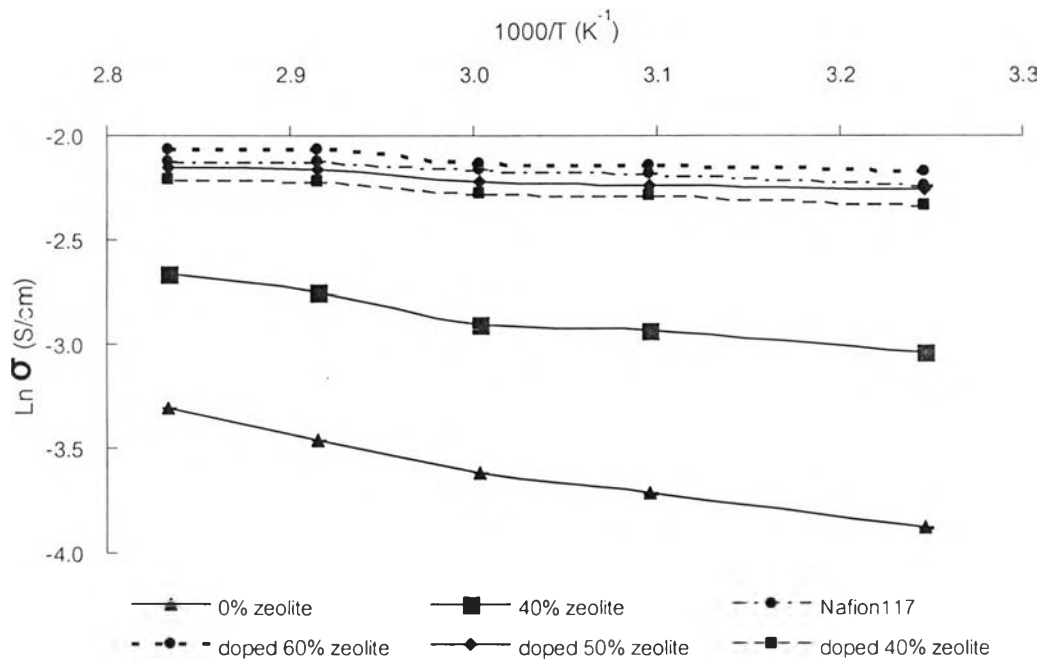 1000/T (K⁻¹)
2.8 2.9 3.0 3.1 3.2 3.3
-2.0
-2.5
-3.0
-3.5
-4.0
Ln σ (S/cm)
0% zeolite 40% zeolite Nafion117
doped 60% zeolite doped 50% zeolite doped 40% zeolite